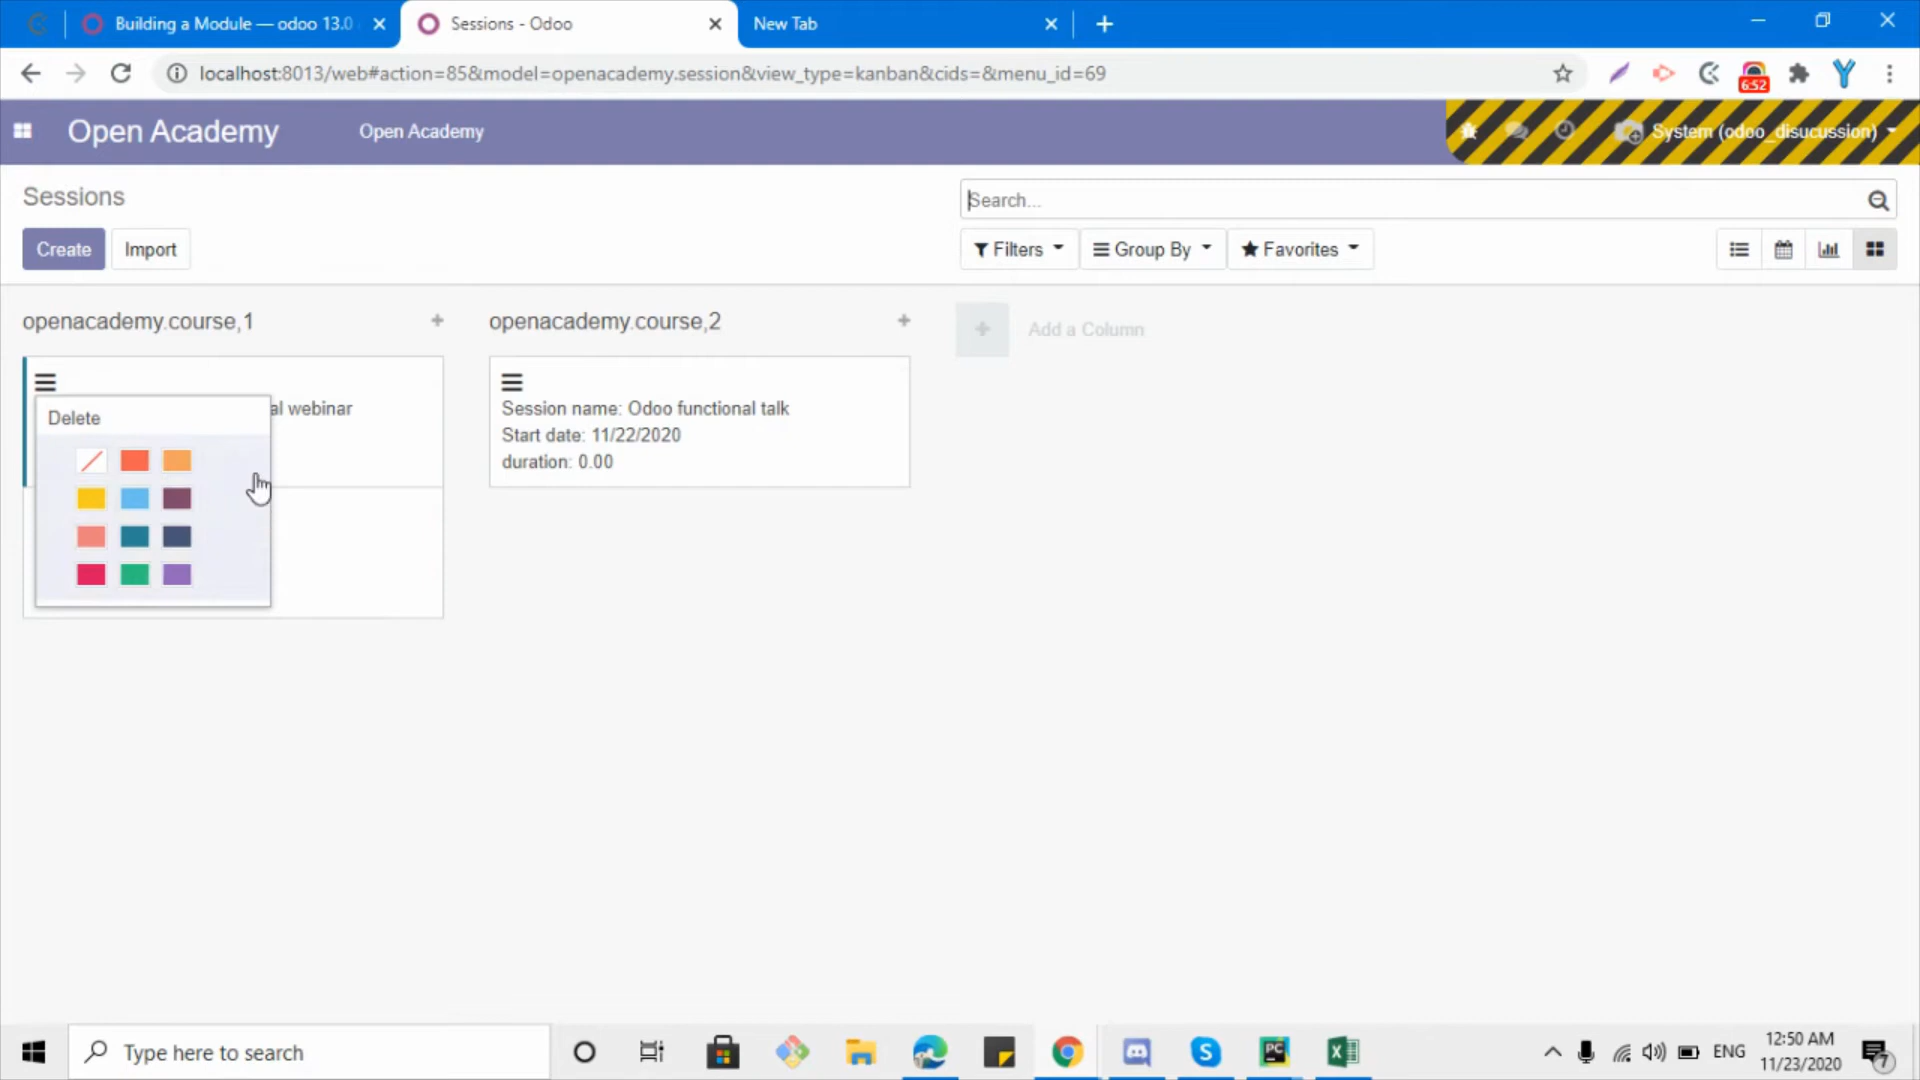 Building a Module — odoo 13.0
Sessions - Odoo
New Tab
localhost:8013/web#action=85&model=openacademy.session&view_type=kanban&cids=&menu_id=69
6:52
Open Academy
Open Academy
System (odoo_disucussion)
Sessions
Search...
Create
Import
Filters
Group By
Favorites
openacademy.course,1
openacademy.course,2
Add a Column
Delete
al webinar
Session name: Odoo functional talk
Start date: 11/22/2020
duration: 0.00
Type here to search
ENG
12:50 AM
11/23/2020
7